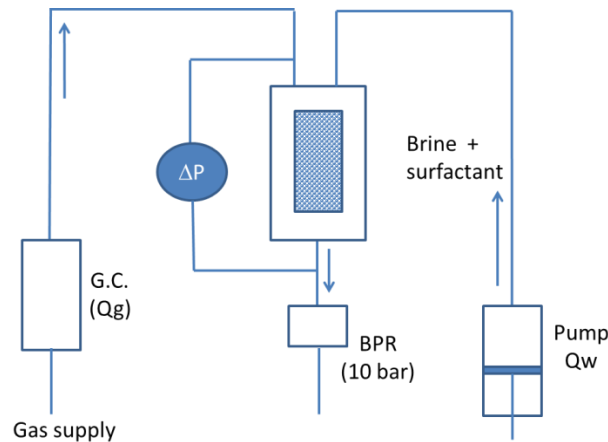 Brine +
surfactant
ΔP
G.C.
(Qg)
BPR
(10 bar)
Pump
Qw
Gas supply